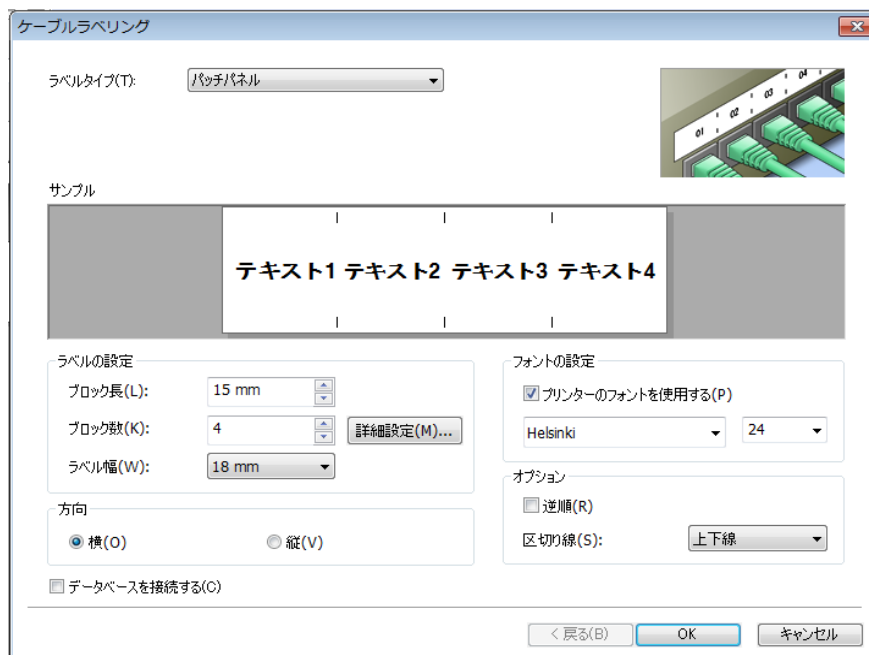 ケーブルラベリング
ラベルタイプ(T): パッチパネル
01 02 03 04
サンプル
テキスト1 テキスト2 テキスト3 テキスト4
ラベルの設定
ブロック長(L): 15 mm
ブロック数(K): 4 詳細設定(M)...
ラベル幅(W): 18 mm
フォントの設定
プリンターのフォントを使用する(P)
Helsinki 24
方向
横(O) 縦(V)
オプション
逆順(R)
区切り線(S): 上下線
データベースを接続する(C)
< 戻る(B) OK キャンセル